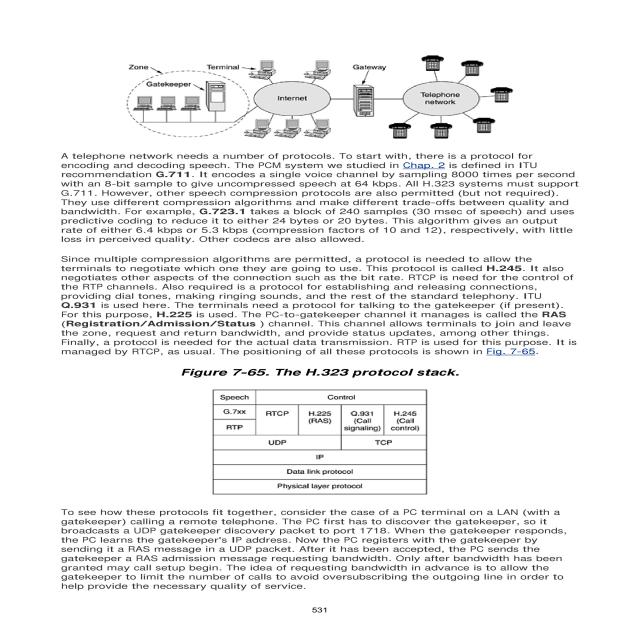 Zone
Terminal
Gateway
Gatekeeper
Internet
Telephone
network
A telephone network needs a number of protocols. To start with, there is a protocol for
encoding and decoding speech. The PCM system we studied in Chap. 2 is defined in ITU
recommendation G.711. It encodes a single voice channel by sampling 8000 times per second
with an 8-bit sample to give uncompressed speech at 64 kbps. All H.323 systems must support
G.711. However, other speech compression protocols are also permitted (but not required).
They use different compression algorithms and make different trade-offs between quality and
bandwidth. For example, G.723.1 takes a block of 240 samples (30 msec of speech) and uses
predictive coding to reduce it to either 24 bytes or 20 bytes. This algorithm gives an output
rate of either 6.4 kbps or 5.3 kbps (compression factors of 10 and 12), respectively, with little
loss in perceived quality. Other codecs are also allowed.
Since multiple compression algorithms are permitted, a protocol is needed to allow the
terminals to negotiate which one they are going to use. This protocol is called H.245. It also
negotiates other aspects of the connection such as the bit rate. RTCP is need for the control of
the RTP channels. Also required is a protocol for establishing and releasing connections,
providing dial tones, making ringing sounds, and the rest of the standard telephony. ITU
Q.931 is used here. The terminals need a protocol for talking to the gatekeeper (if present).
For this purpose, H.225 is used. The PC-to-gatekeeper channel it manages is called the RAS
(Registration/Admission/Status ) channel. This channel allows terminals to join and leave
the zone, request and return bandwidth, and provide status updates, among other things.
Finally, a protocol is needed for the actual data transmission. RTP is used for this purpose. It is
managed by RTCP, as usual. The positioning of all these protocols is shown in Fig. 7-65.
Figure 7-65. The H.323 protocol stack.
Speech Control
G.7xx RTCP H.225 Q.931 H.245
(RAS) (Call (Call
RTP signaling) control)
UDP TCP
IP
Data link protocol
Physical layer protocol
To see how these protocols fit together, consider the case of a PC terminal on a LAN (with a
gatekeeper) calling a remote telephone. The PC first has to discover the gatekeeper, so it
broadcasts a UDP gatekeeper discovery packet to port 1718. When the gatekeeper responds,
the PC learns the gatekeeper's IP address. Now the PC registers with the gatekeeper by
sending it a RAS message in a UDP packet. After it has been accepted, the PC sends the
gatekeeper a RAS admission message requesting bandwidth. Only after bandwidth has been
granted may call setup begin. The idea of requesting bandwidth in advance is to allow the
gatekeeper to limit the number of calls to avoid oversubscribing the outgoing line in order to
help provide the necessary quality of service.
531